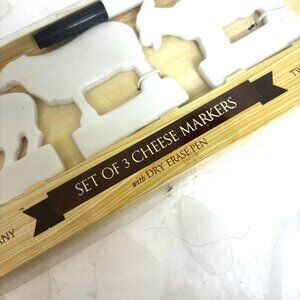 SET OF 3 CHEESE MARKERS
with DRY ERASE PEN